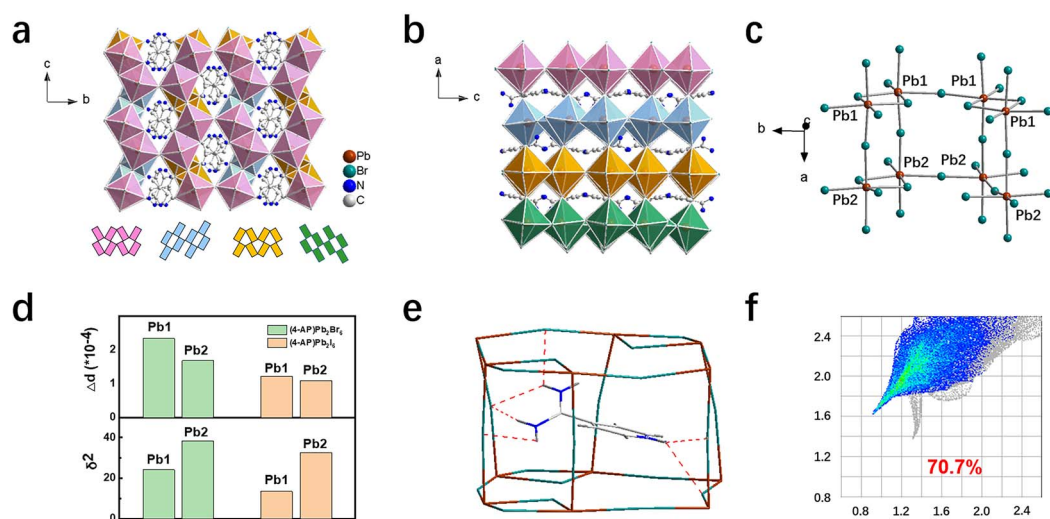 a
c
b
Pb
Br
N
C
b
a
c
c
Pb1
Pb1
Pb1
Pb1
b
c
a
Pb2
Pb2
Pb2
Pb2
d
Δd (*10-4)
2
1
0
Pb1
Pb2
Pb1
Pb2
(4-AP)Pb2Br6
(4-AP)Pb2I6
δ2
40
20
0
Pb1
Pb2
Pb1
Pb2
e
f
2.4
2.0
1.6
1.2
0.8
70.7%
0.8
1.2
1.6
2.0
2.4